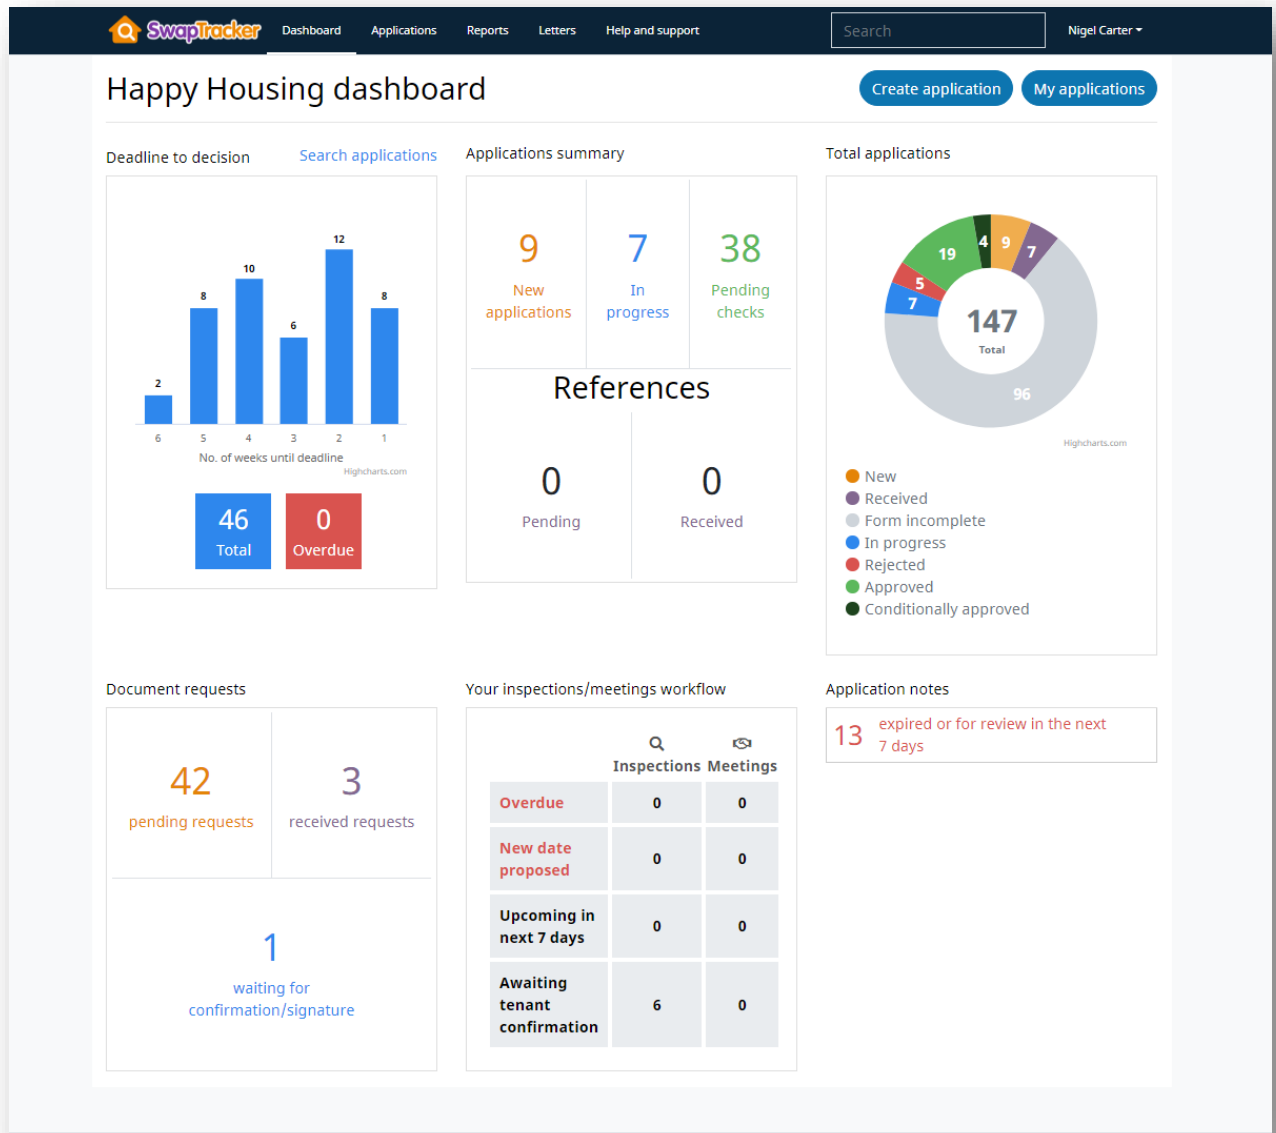 SwapTracker
Dashboard
Applications
Reports
Letters
Help and support
Search
Nigel Carter
Happy Housing dashboard
Create application
My applications
Deadline to decision
Search applications
12
10
8
8
6
2
6 5 4 3 2 1
No. of weeks until deadline
Highcharts.com
46
Total
0
Overdue
Applications summary
9
New
applications
7
In
progress
38
Pending
checks
References
0
Pending
0
Received
Total applications
4
9
7
19
5
7
96
147
Total
Highcharts.com
New
Received
Form incomplete
In progress
Rejected
Approved
Conditionally approved
Document requests
42
pending requests
3
received requests
1
waiting for
confirmation/signature
Your inspections/meetings workflow
Inspections Meetings
Overdue 0 0
New date
proposed 0 0
Upcoming in
next 7 days 0 0
Awaiting
tenant 6 0
confirmation
Application notes
13
expired or for review in the next
7 days